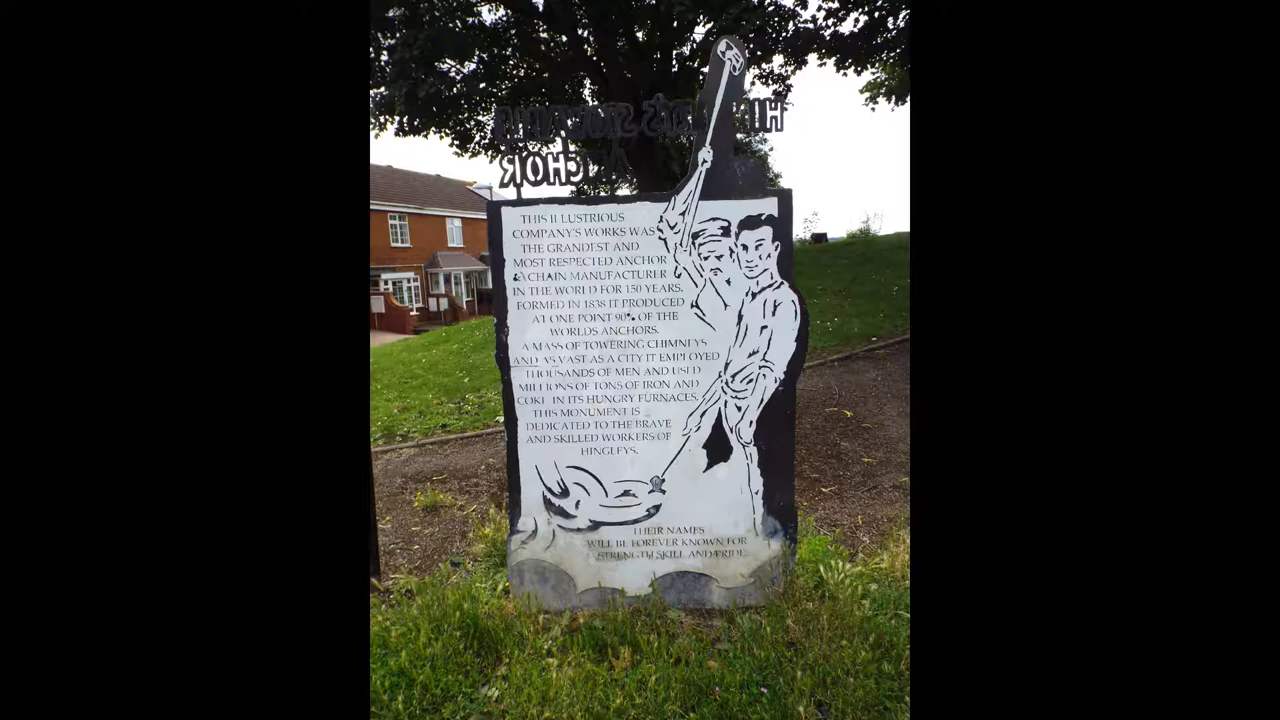 ANCHOR
THIS ILLUSTRIOUS
COMPANY'S WORKS WAS
THE GRANDEST AND
MOST RESPECTED ANCHOR
& CHAIN MANUFACTURER
IN THE WORLD FOR 150 YEARS.
FORMED IN 1838 IT PRODUCED
AT ONE POINT 90% OF THE
WORLDS ANCHORS.
A MASS OF TOWERING CHIMNEYS
AND AS VAST AS A CITY IT EMPLOYED
THOUSANDS OF MEN AND USED
MILLIONS OF TONS OF IRON AND
COKE IN ITS HUNGRY FURNACES.
THIS MONUMENT IS
DEDICATED TO THE BRAVE
AND SKILLED WORKERS OF
HINGLEYS.
THEIR NAMES
WILL BE FOREVER KNOWN FOR
STRENGTH SKILL AND PRIDE